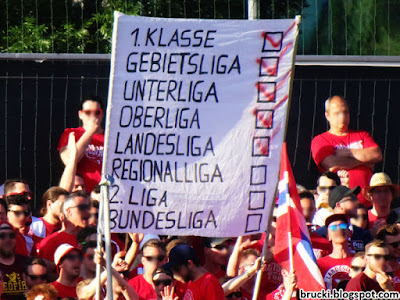 1. KLASSE
GEBIETSLIGA
UNTERLIGA
OBERLIGA
LANDESLIGA
REGIONALLIGA
2. LIGA
BUNDESLIGA
brucki.blogspot.com